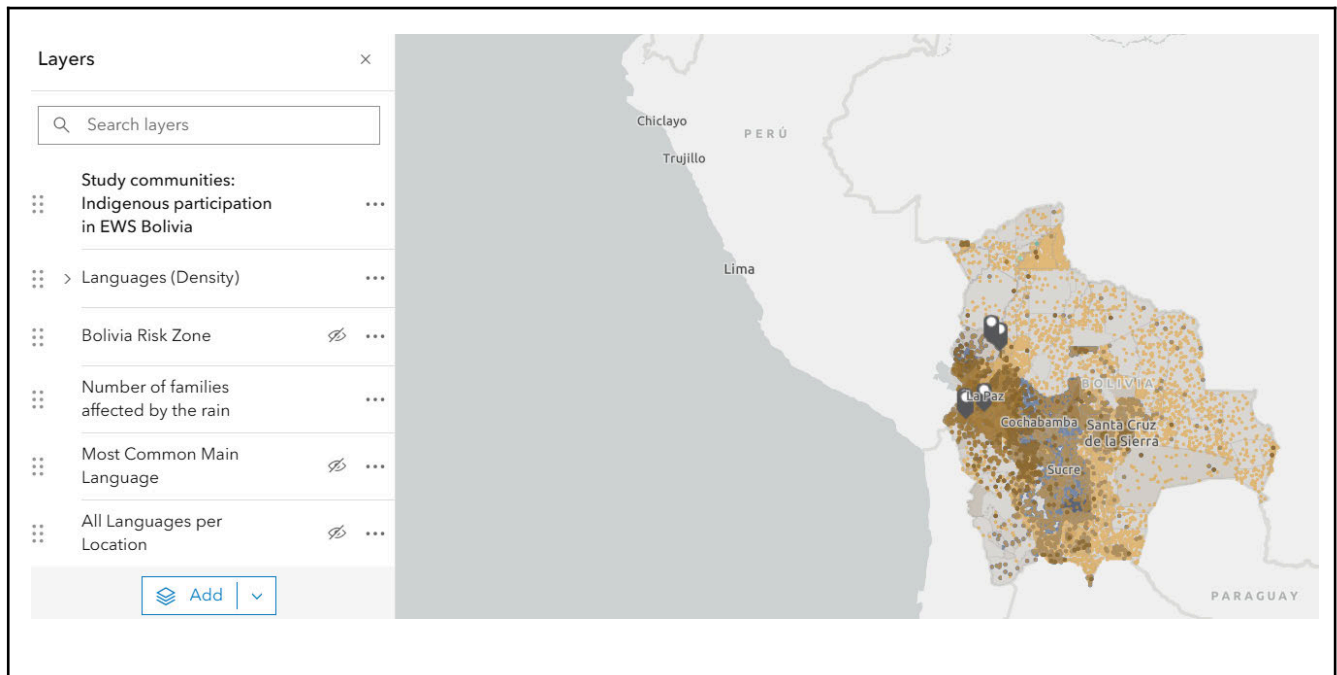 Layers
Search layers
Study communities:
Indigenous participation
in EWS Bolivia
Languages (Density)
Bolivia Risk Zone
Number of families
affected by the rain
Most Common Main
Language
All Languages per
Location
Add
Chiclayo
PERÚ
Trujillo
Lima
BOLIVIA
La Paz
Cochabamba
Santa Cruz
de la Sierra
Sucre
PARAGUAY